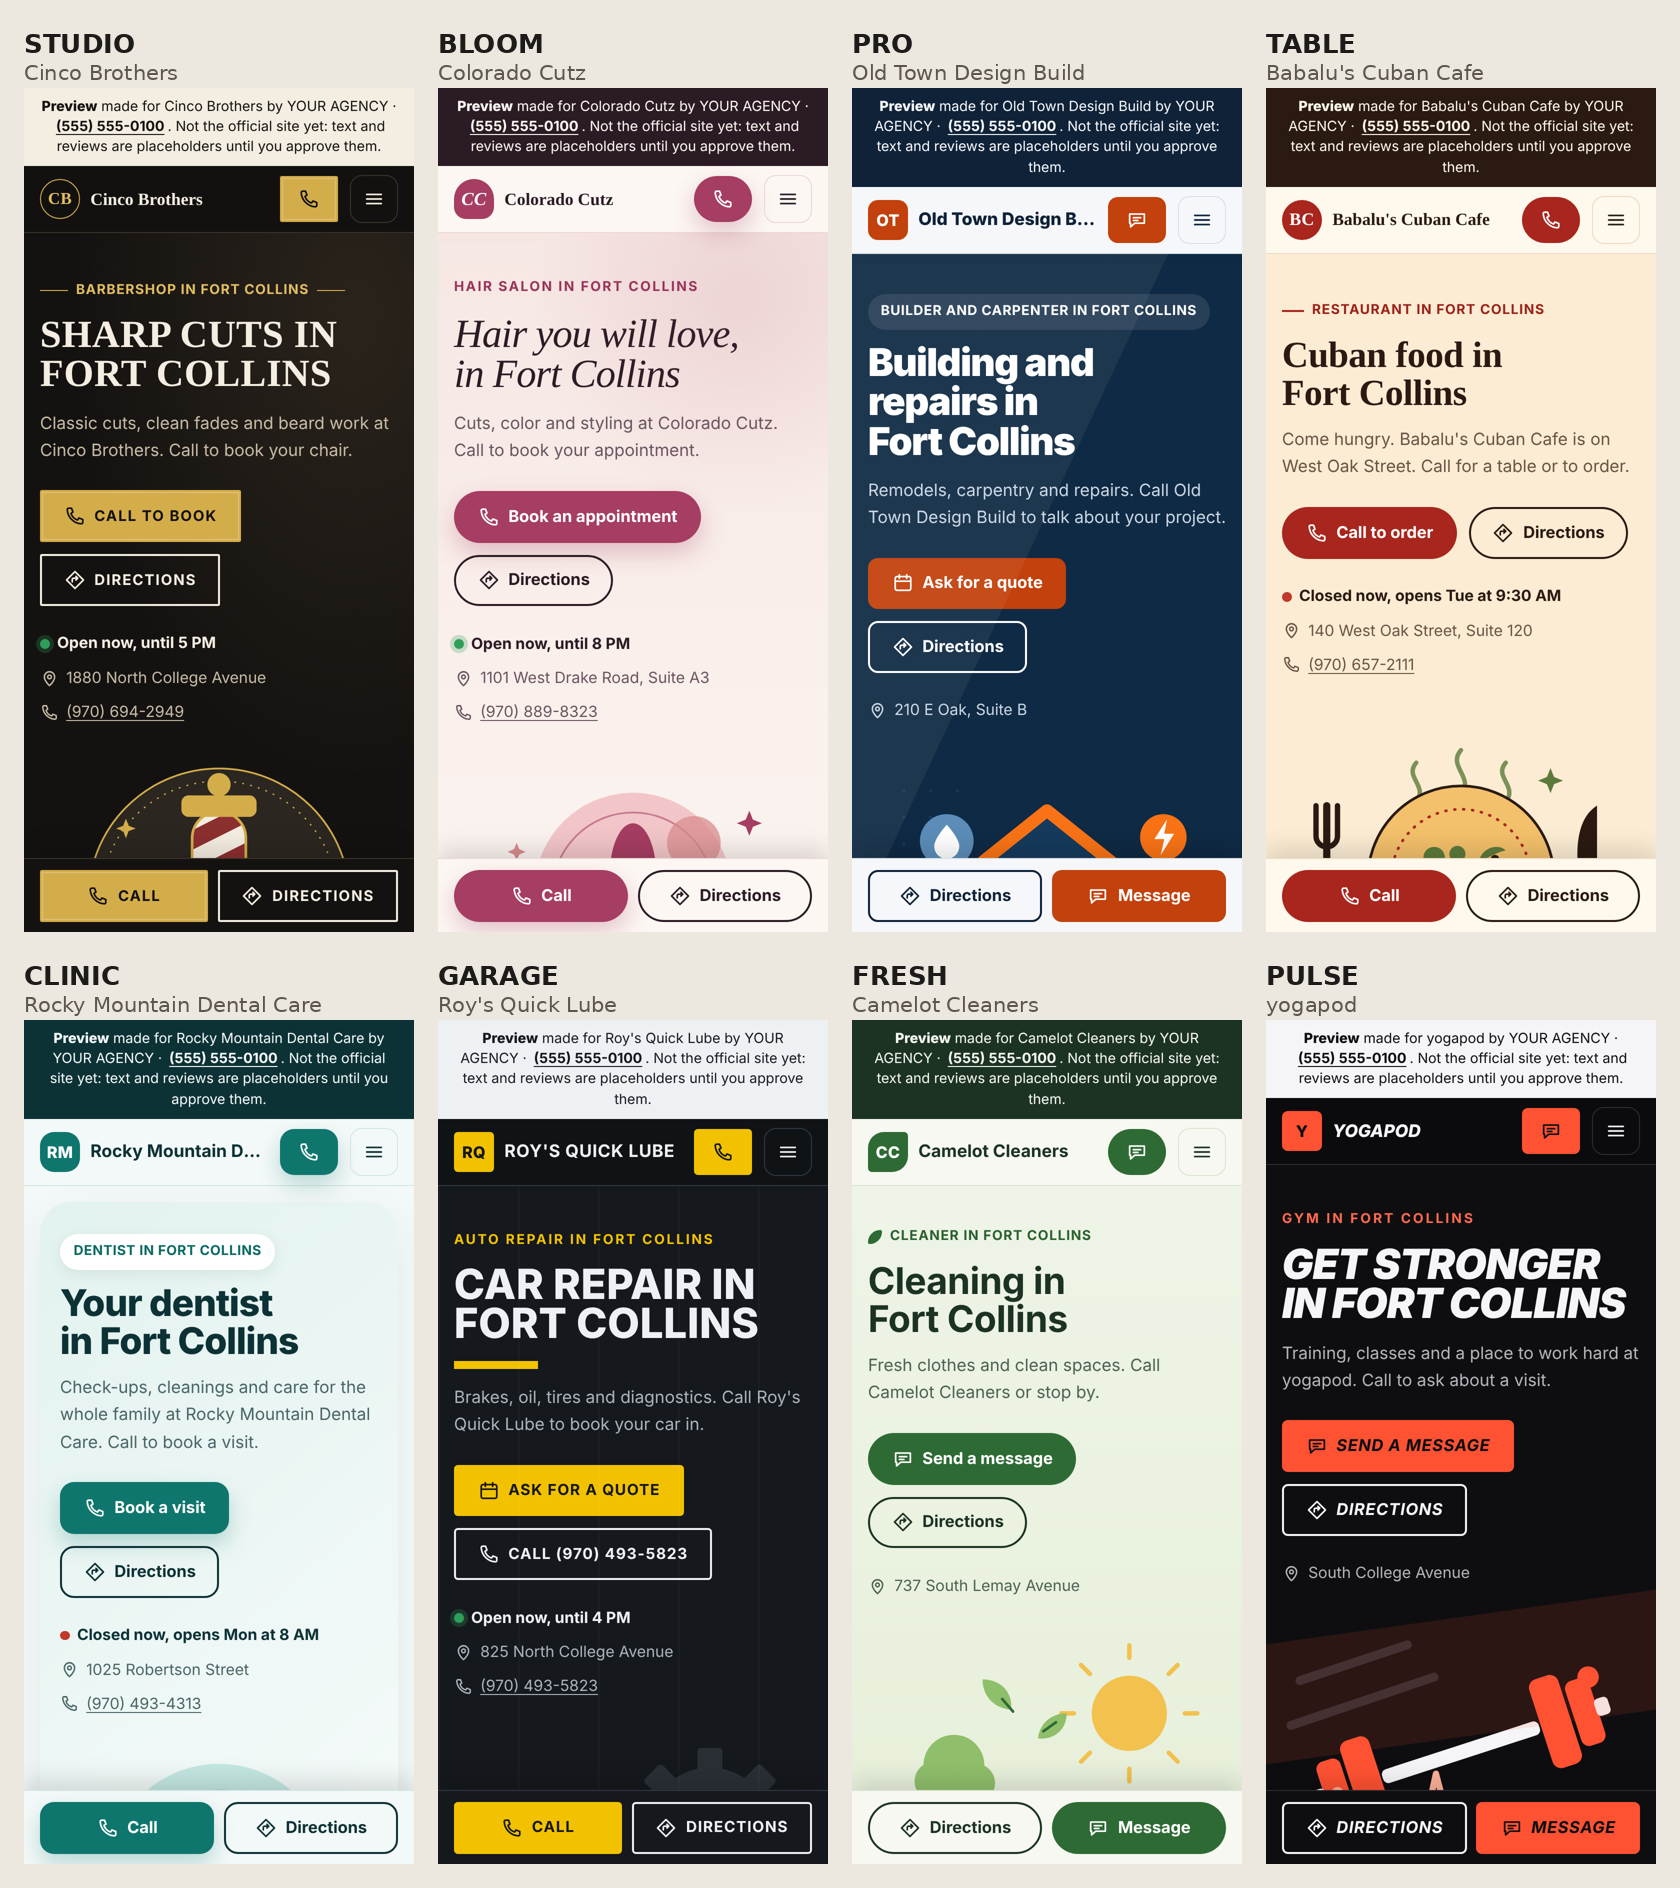 STUDIO
Cinco Brothers
Preview made for Cinco Brothers by YOUR AGENCY ·
(555) 555-0100 . Not the official site yet: text and
reviews are placeholders until you approve them.
CB Cinco Brothers
BARBERSHOP IN FORT COLLINS
SHARP CUTS IN
FORT COLLINS
Classic cuts, clean fades and beard work at
Cinco Brothers. Call to book your chair.
CALL TO BOOK
DIRECTIONS
Open now, until 5 PM
1880 North College Avenue
(970) 694-2949
CALL DIRECTIONS
BLOOM
Colorado Cutz
Preview made for Colorado Cutz by YOUR AGENCY ·
(555) 555-0100 . Not the official site yet: text and
reviews are placeholders until you approve them.
CC Colorado Cutz
HAIR SALON IN FORT COLLINS
Hair you will love,
in Fort Collins
Cuts, color and styling at Colorado Cutz.
Call to book your appointment.
Book an appointment
Directions
Open now, until 8 PM
1101 West Drake Road, Suite A3
(970) 889-8323
Call Directions
PRO
Old Town Design Build
Preview made for Old Town Design Build by YOUR
AGENCY · (555) 555-0100 . Not the official site yet:
text and reviews are placeholders until you approve
them.
OT Old Town Design B...
BUILDER AND CARPENTER IN FORT COLLINS
Building and
repairs in
Fort Collins
Remodels, carpentry and repairs. Call Old
Town Design Build to talk about your project.
Ask for a quote
Directions
210 E Oak, Suite B
Directions Message
TABLE
Babalu's Cuban Cafe
Preview made for Babalu's Cuban Cafe by YOUR
AGENCY · (555) 555-0100 . Not the official site yet:
text and reviews are placeholders until you approve
them.
BC Babalu's Cuban Cafe
RESTAURANT IN FORT COLLINS
Cuban food in
Fort Collins
Come hungry. Babalu's Cuban Cafe is on
West Oak Street. Call for a table or to order.
Call to order Directions
Closed now, opens Tue at 9:30 AM
140 West Oak Street, Suite 120
(970) 657-2111
Call Directions
CLINIC
Rocky Mountain Dental Care
Preview made for Rocky Mountain Dental Care by
YOUR AGENCY · (555) 555-0100 . Not the official
site yet: text and reviews are placeholders until you
approve them.
RM Rocky Mountain D...
DENTIST IN FORT COLLINS
Your dentist
in Fort Collins
Check-ups, cleanings and care for the
whole family at Rocky Mountain Dental
Care. Call to book a visit.
Book a visit
Directions
Closed now, opens Mon at 8 AM
1025 Robertson Street
(970) 493-4313
Call Directions
GARAGE
Roy's Quick Lube
Preview made for Roy's Quick Lube by YOUR
AGENCY · (555) 555-0100 . Not the official site yet:
text and reviews are placeholders until you approve
them.
RQ ROY'S QUICK LUBE
AUTO REPAIR IN FORT COLLINS
CAR REPAIR IN
FORT COLLINS
Brakes, oil, tires and diagnostics. Call Roy's
Quick Lube to book your car in.
ASK FOR A QUOTE
CALL (970) 493-5823
Open now, until 4 PM
825 North College Avenue
(970) 493-5823
CALL DIRECTIONS
FRESH
Camelot Cleaners
Preview made for Camelot Cleaners by YOUR
AGENCY · (555) 555-0100 . Not the official site yet:
text and reviews are placeholders until you approve
them.
CC Camelot Cleaners
CLEANER IN FORT COLLINS
Cleaning in
Fort Collins
Fresh clothes and clean spaces. Call
Camelot Cleaners or stop by.
Send a message
Directions
737 South Lemay Avenue
Directions Message
PULSE
yogapod
Preview made for yogapod by YOUR AGENCY ·
(555) 555-0100 . Not the official site yet: text and
reviews are placeholders until you approve them.
Y YOGAPOD
GYM IN FORT COLLINS
GET STRONGER
IN FORT COLLINS
Training, classes and a place to work hard at
yogapod. Call to ask about a visit.
SEND A MESSAGE
DIRECTIONS
South College Avenue
DIRECTIONS MESSAGE